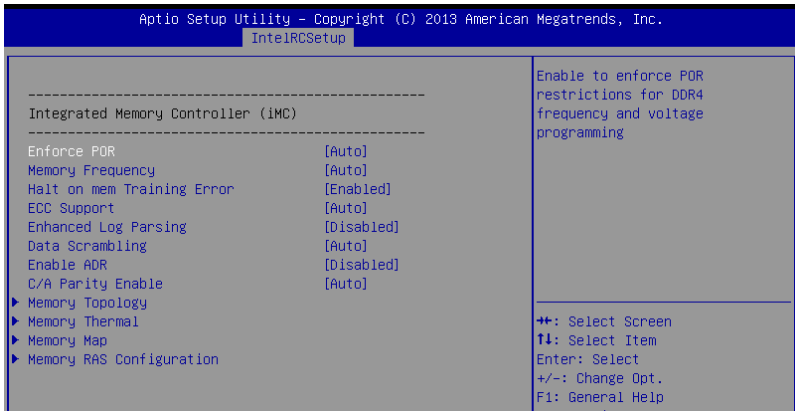 Aptio Setup Utility – Copyright (C) 2013 American Megatrends, Inc.
IntelRCSetup
------------------------------------------------
Integrated Memory Controller (iMC)
------------------------------------------------
Enforce POR [Auto]
Memory Frequency [Auto]
Halt on mem Training Error [Enabled]
ECC Support [Auto]
Enhanced Log Parsing [Disabled]
Data Scrambling [Auto]
Enable ADR [Disabled]
C/A Parity Enable [Auto]
Memory Topology
Memory Thermal
Memory Map
Memory RAS Configuration
Enable to enforce POR
restrictions for DDR4
frequency and voltage
programming
→←: Select Screen
↑↓: Select Item
Enter: Select
+/-: Change Opt.
F1: General Help